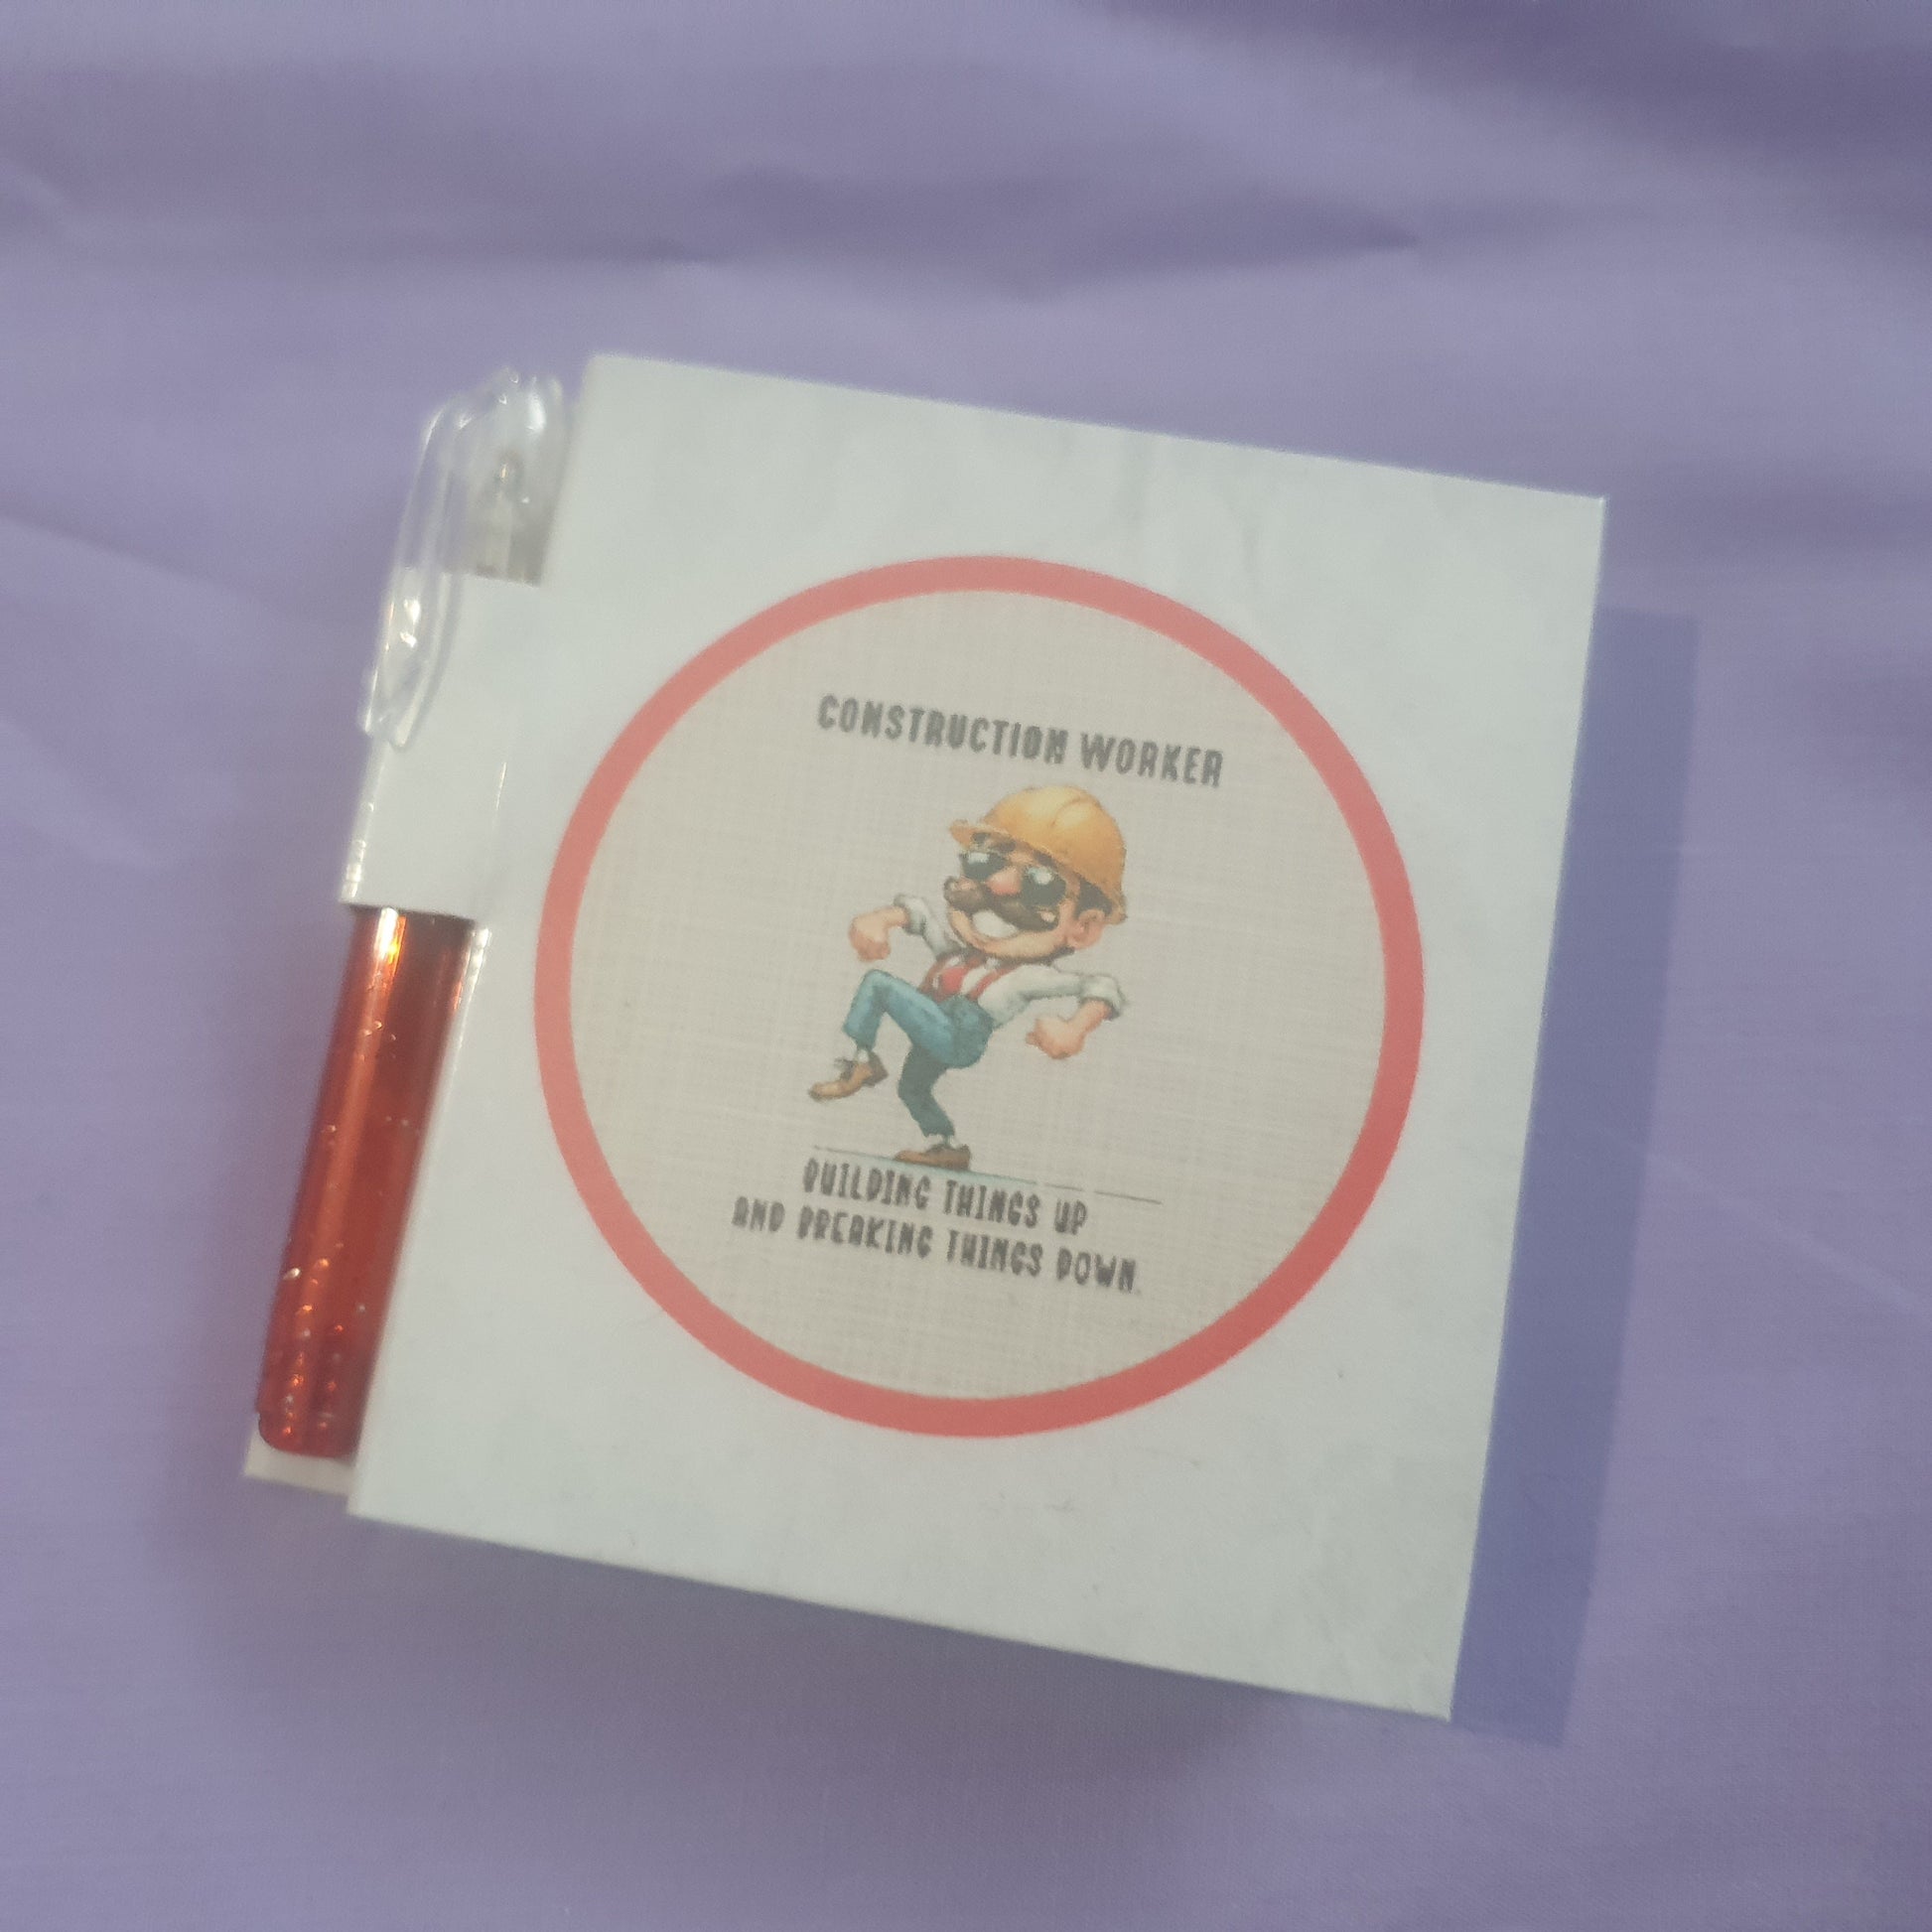 CONSTRUCTION WORKER
BUILDING THINGS UP
AND BREAKING THINGS DOWN.